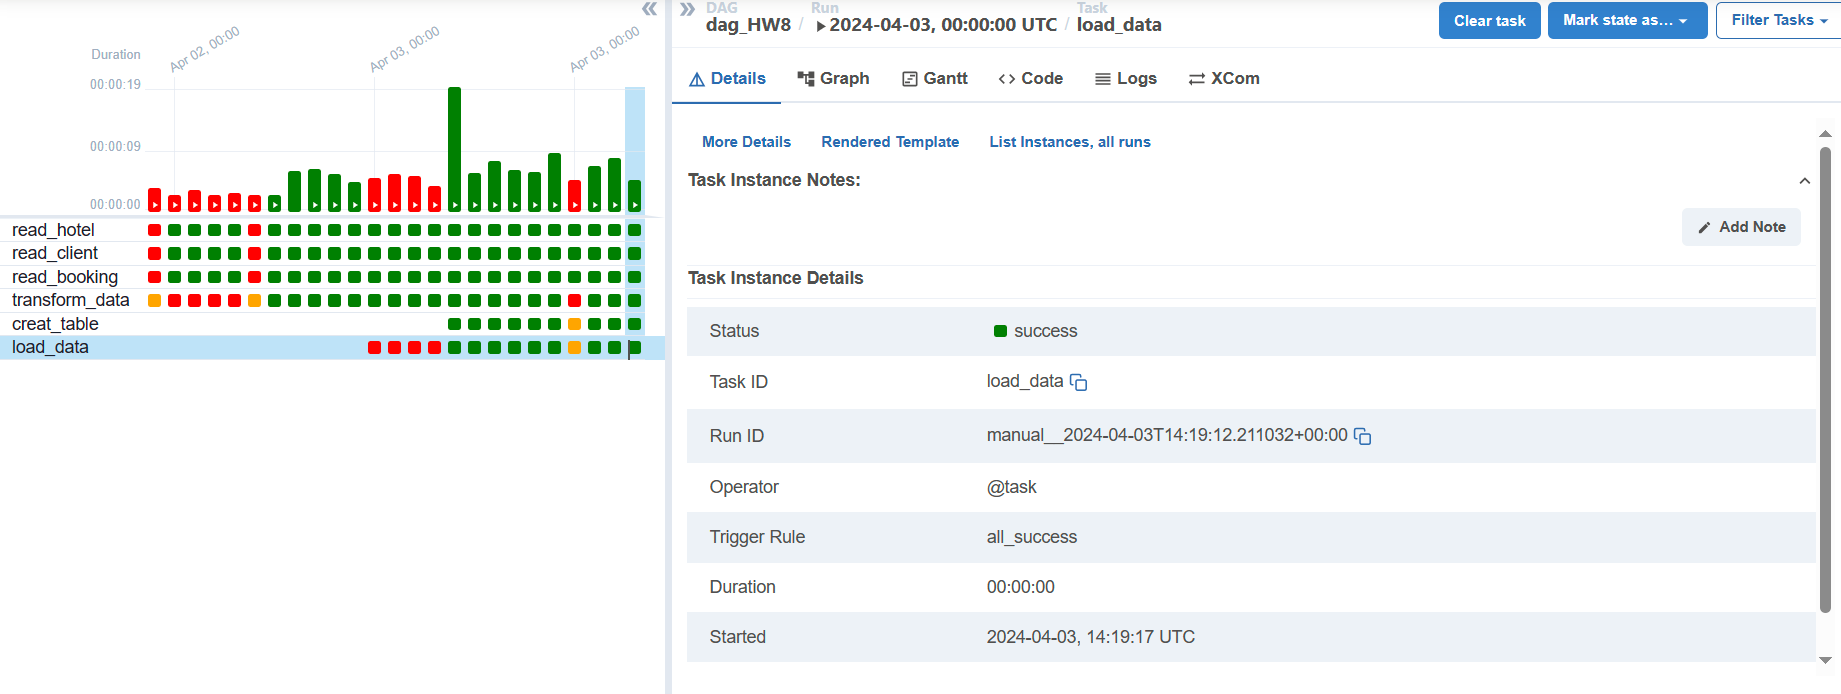 Duration
Apr 02, 00:00
Apr 03, 00:00
Apr 03, 00:00
00:00:19
00:00:09
00:00:00
read_hotel
read_client
read_booking
transform_data
creat_table
load_data
DAG
dag_HW8
/
Run
2024-04-03, 00:00:00 UTC
/
Task
load_data
Clear task
Mark state as...
Filter Tasks
Details
Graph
Gantt
Code
Logs
XCom
More Details
Rendered Template
List Instances, all runs
Task Instance Notes:
Add Note
Task Instance Details
Status
success
Task ID
load_data
Run ID
manual__2024-04-03T14:19:12.211032+00:00
Operator
@task
Trigger Rule
all_success
Duration
00:00:00
Started
2024-04-03, 14:19:17 UTC